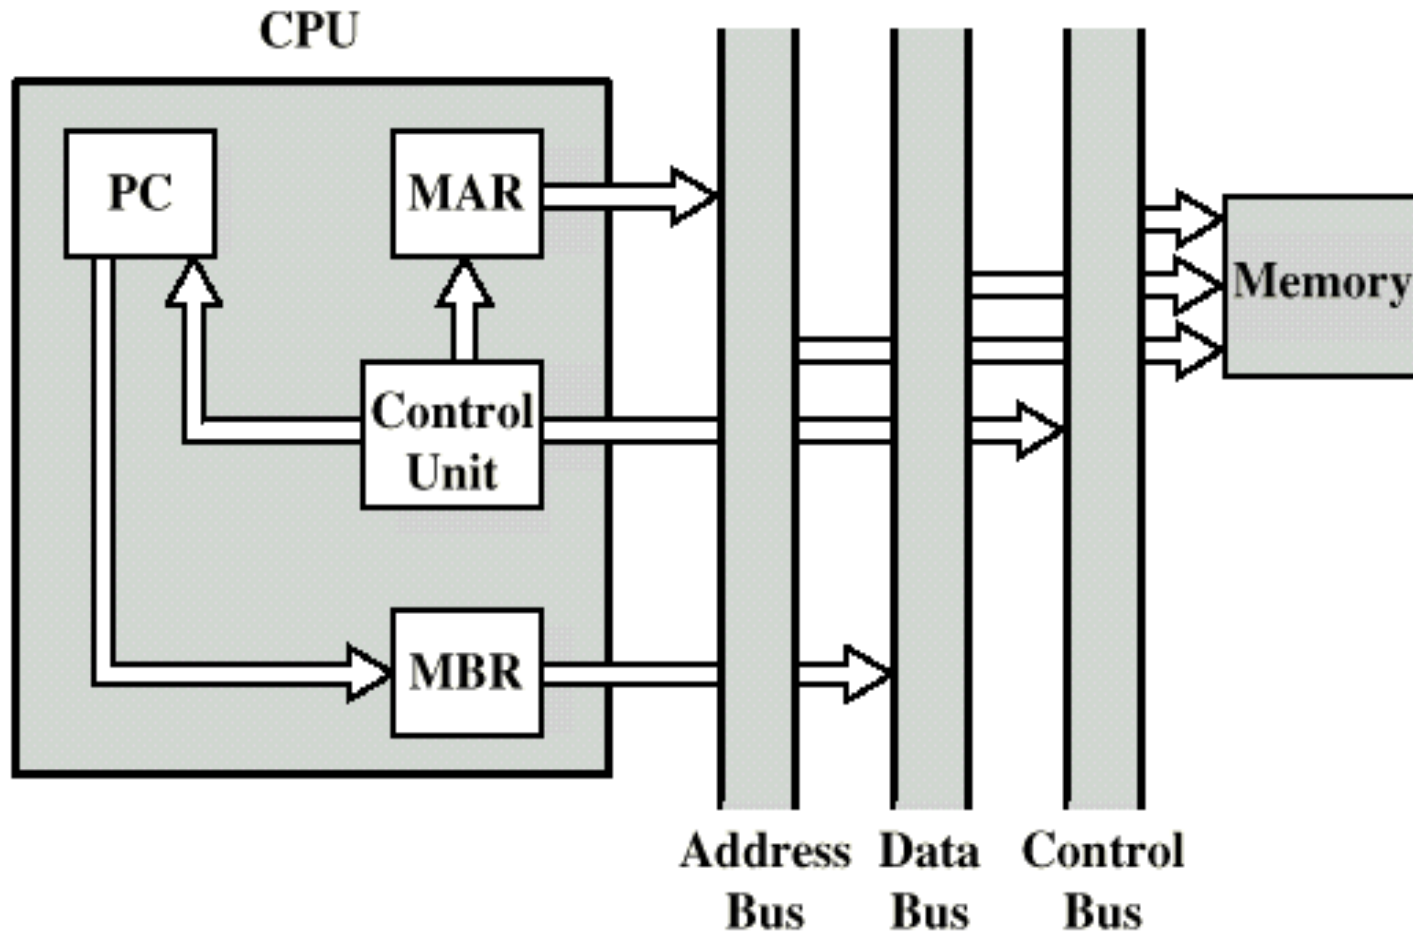 CPU
PC
MAR
Memory
Control
Unit
MBR
Address
Bus
Data
Bus
Control
Bus